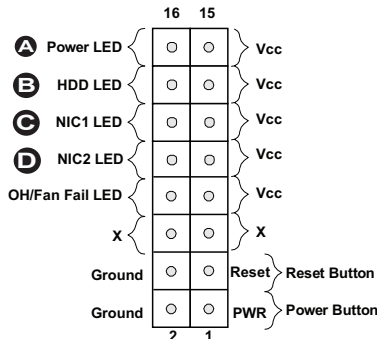 16 15
A Power LED Vcc
B HDD LED Vcc
C NIC1 LED Vcc
D NIC2 LED Vcc
OH/Fan Fail LED Vcc
X X
Ground Reset Reset Button
Ground PWR Power Button
2 1